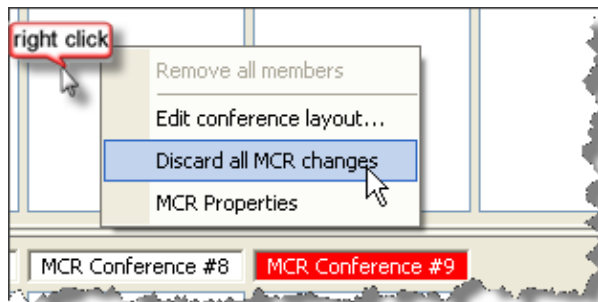 right click
Remove all members
Edit conference layout...
Discard all MCR changes
MCR Properties
MCR Conference #8 MCR Conference #9